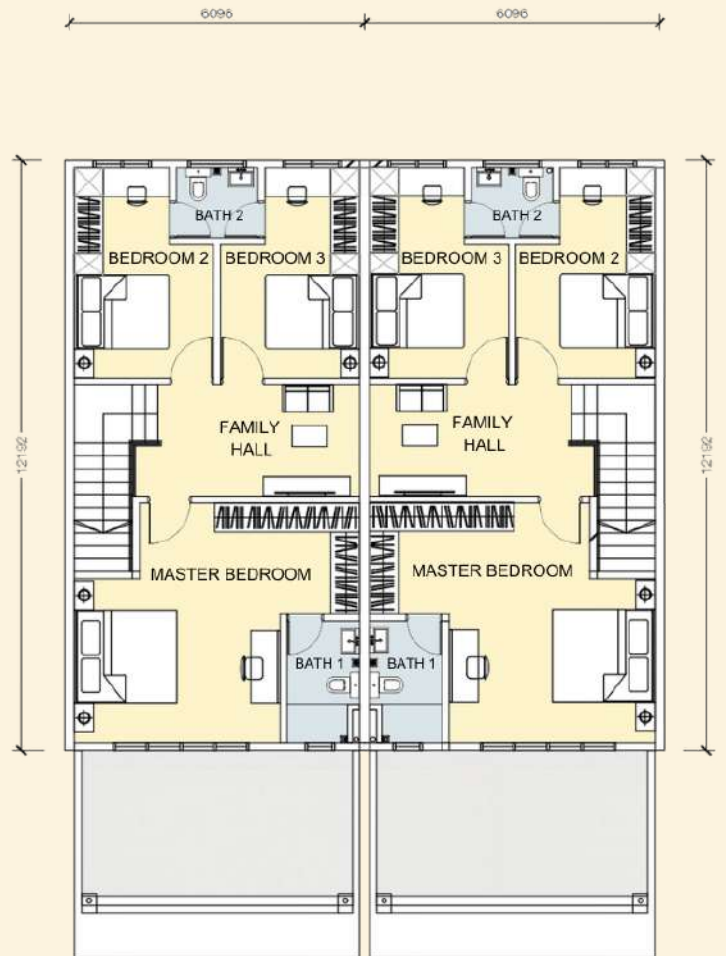 6096 6096
BATH 2 BATH 2
BEDROOM 2 BEDROOM 3 BEDROOM 3 BEDROOM 2
FAMILY FAMILY
HALL HALL
12192 12192
MASTER BEDROOM MASTER BEDROOM
BATH 1 BATH 1